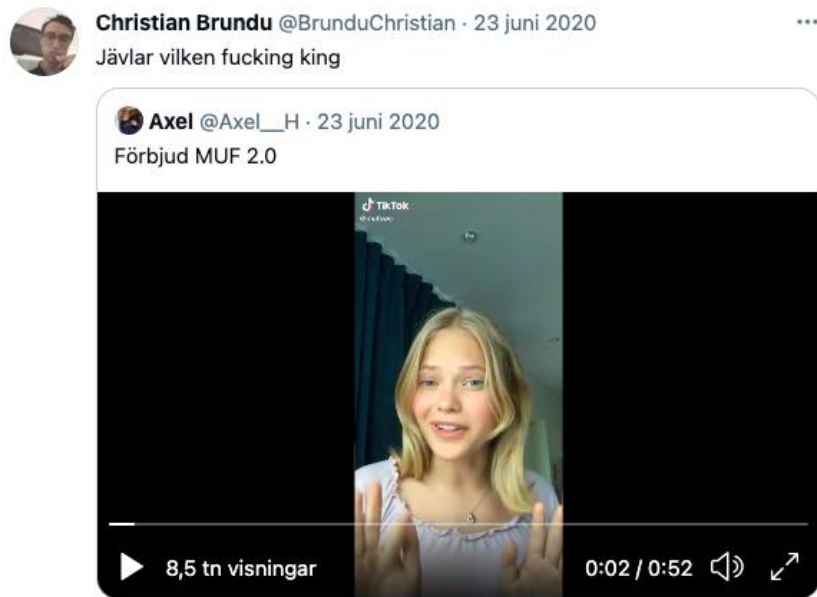 Christian Brundu @BrunduChristian · 23 juni 2020
Jävlar vilken fucking king
Axel @Axel__H · 23 juni 2020
Förbjud MUF 2.0
TikTok
8,5 tn visningar
0:02 / 0:52